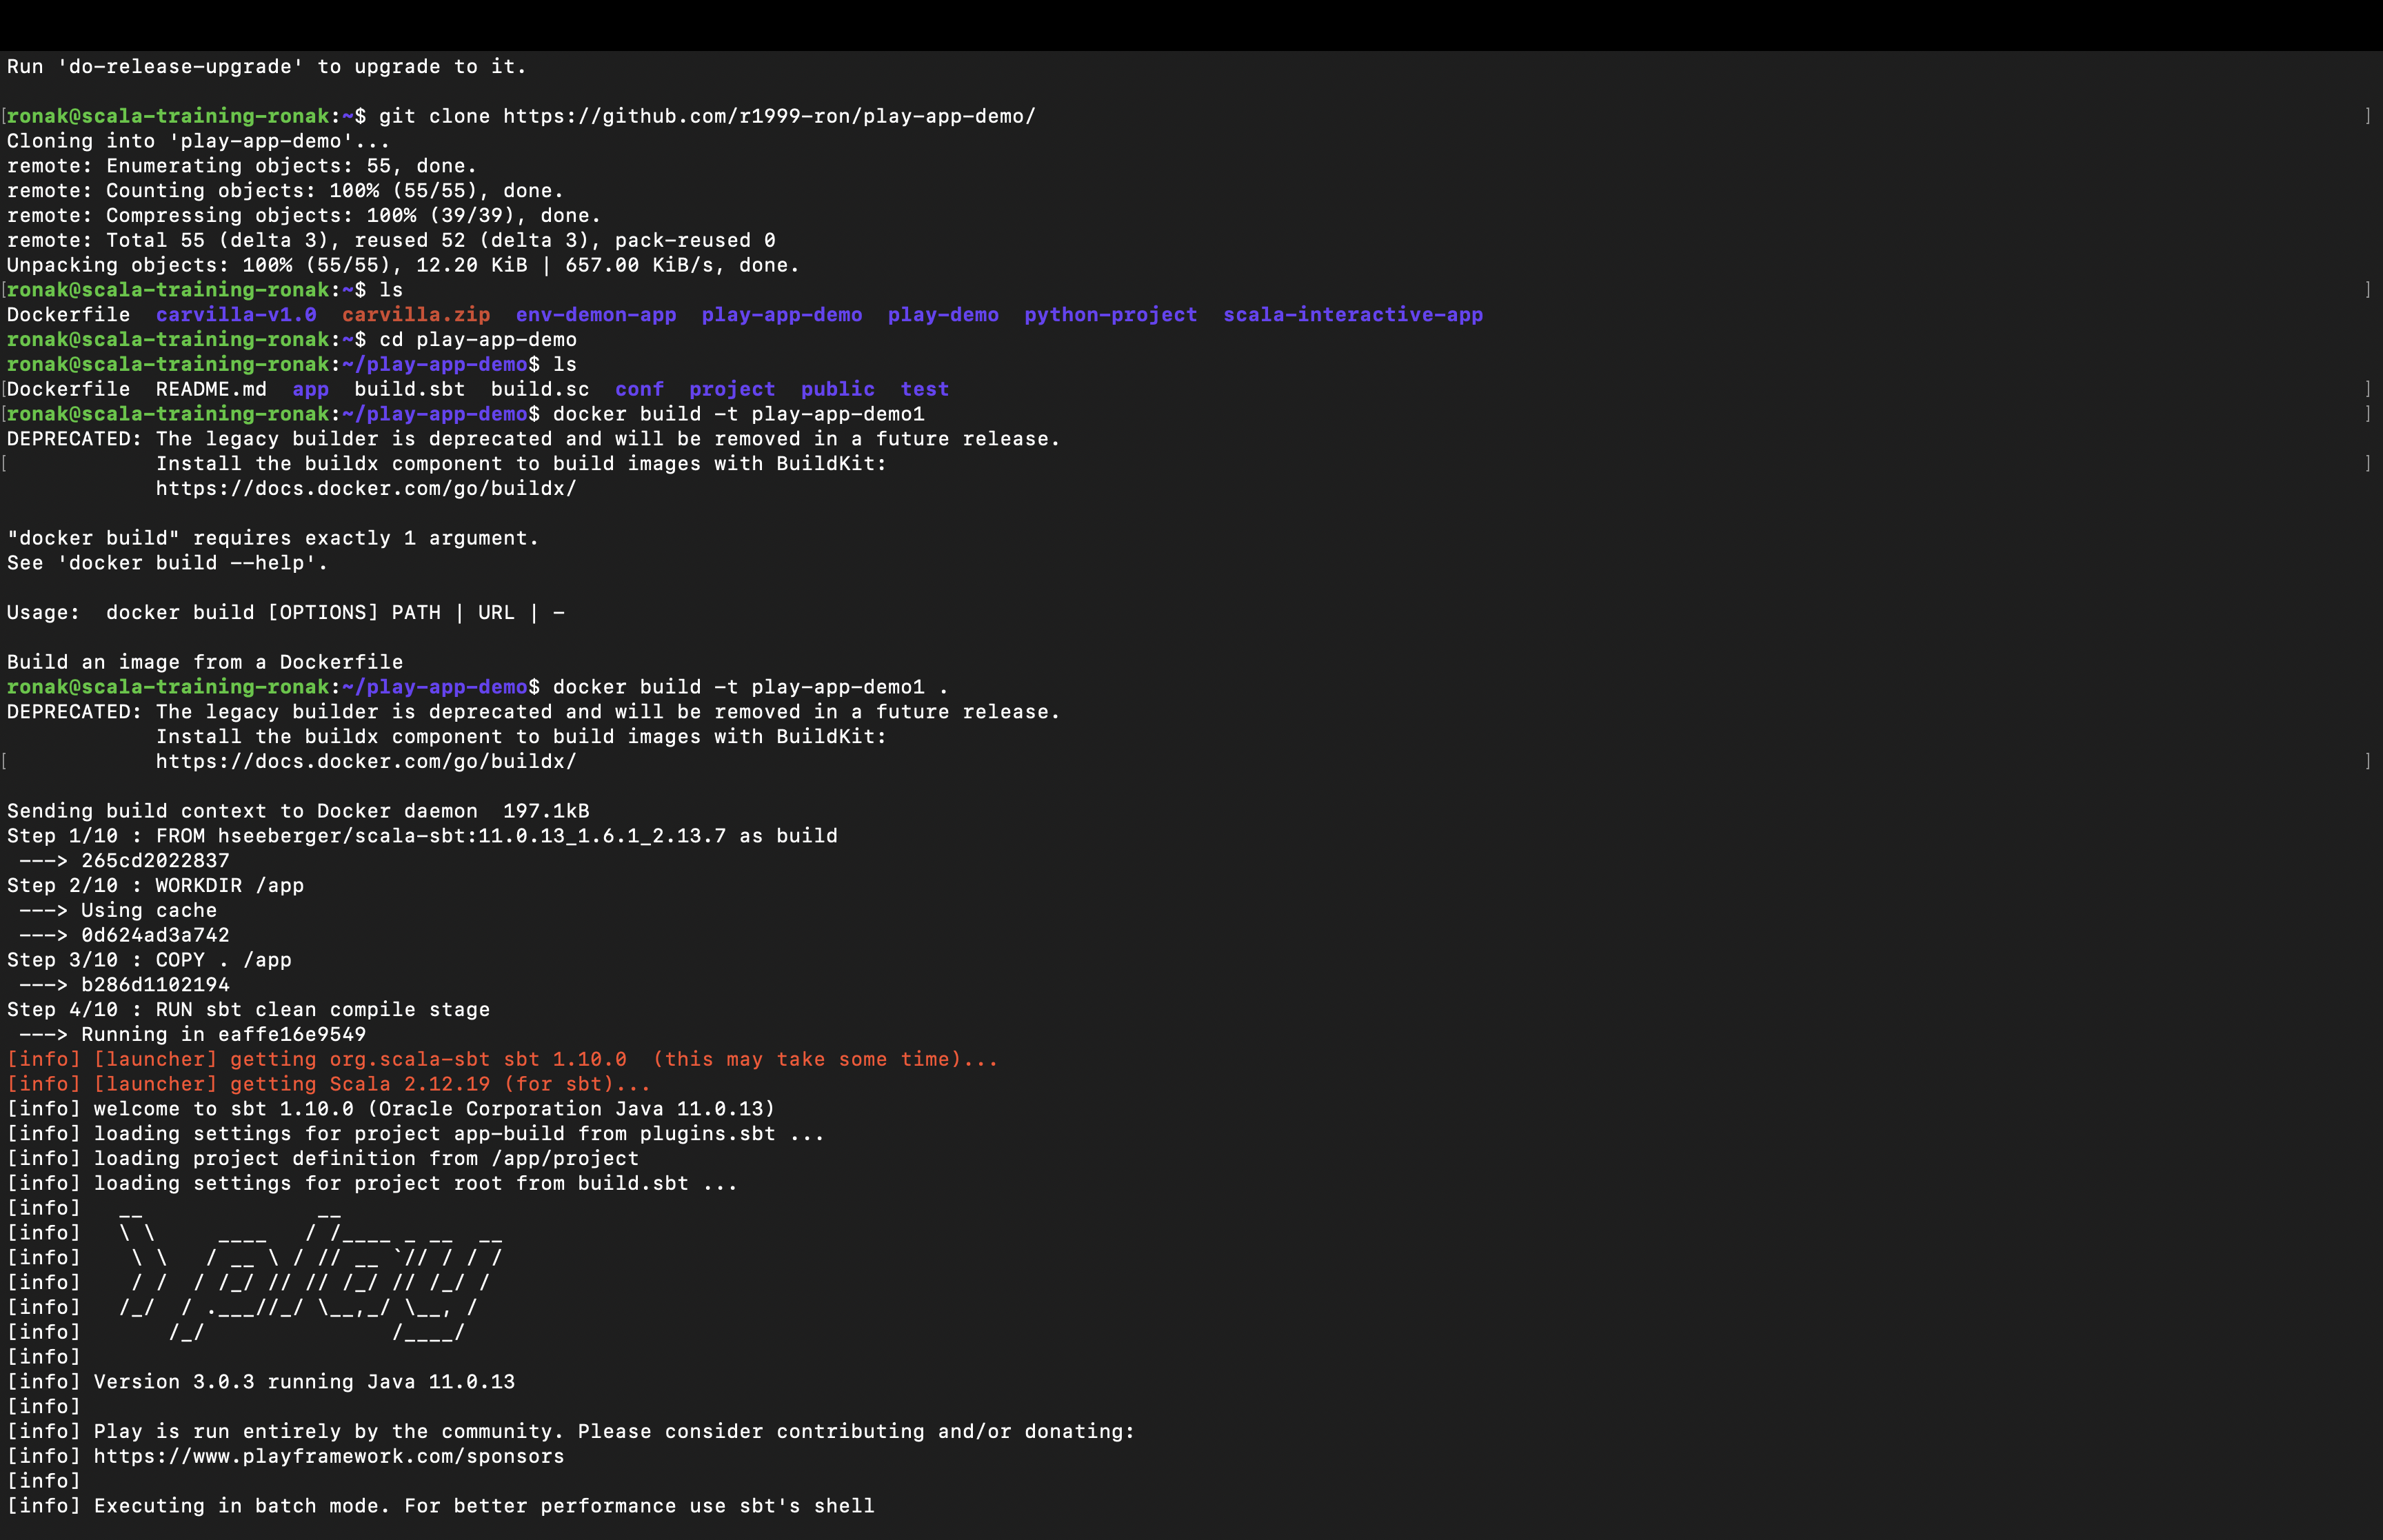 Run 'do-release-upgrade' to upgrade to it.
[ronak@scala-training-ronak:~$ git clone https://github.com/r1999-ron/play-app-demo/ ]
Cloning into 'play-app-demo'...
remote: Enumerating objects: 55, done.
remote: Counting objects: 100% (55/55), done.
remote: Compressing objects: 100% (39/39), done.
remote: Total 55 (delta 3), reused 52 (delta 3), pack-reused 0
Unpacking objects: 100% (55/55), 12.20 KiB | 657.00 KiB/s, done.
[ronak@scala-training-ronak:~$ ls ]
Dockerfile  carvilla-v1.0  carvilla.zip  env-demon-app  play-app-demo  play-demo  python-project  scala-interactive-app
ronak@scala-training-ronak:~$ cd play-app-demo
ronak@scala-training-ronak:~/play-app-demo$ ls
[Dockerfile  README.md  app  build.sbt  build.sc  conf  project  public  test ]
[ronak@scala-training-ronak:~/play-app-demo$ docker build -t play-app-demo1 ]
DEPRECATED: The legacy builder is deprecated and will be removed in a future release.
[            Install the buildx component to build images with BuildKit: ]
            https://docs.docker.com/go/buildx/
"docker build" requires exactly 1 argument.
See 'docker build --help'.
Usage:  docker build [OPTIONS] PATH | URL | -
Build an image from a Dockerfile
ronak@scala-training-ronak:~/play-app-demo$ docker build -t play-app-demo1 .
DEPRECATED: The legacy builder is deprecated and will be removed in a future release.
            Install the buildx component to build images with BuildKit:
[            https://docs.docker.com/go/buildx/ ]
Sending build context to Docker daemon  197.1kB
Step 1/10 : FROM hseeberger/scala-sbt:11.0.13_1.6.1_2.13.7 as build
 ---> 265cd2022837
Step 2/10 : WORKDIR /app
 ---> Using cache
 ---> 0d624ad3a742
Step 3/10 : COPY . /app
 ---> b286d1102194
Step 4/10 : RUN sbt clean compile stage
 ---> Running in eaffe16e9549
[info] [launcher] getting org.scala-sbt sbt 1.10.0  (this may take some time)...
[info] [launcher] getting Scala 2.12.19 (for sbt)...
[info] welcome to sbt 1.10.0 (Oracle Corporation Java 11.0.13)
[info] loading settings for project app-build from plugins.sbt ...
[info] loading project definition from /app/project
[info] loading settings for project root from build.sbt ...
[info]   __              __
[info]   \ \     ____   / /____ _ __  __
[info]    \ \   / __ \ / // __ `// / / /
[info]    / /  / /_/ // // /_/ // /_/ /
[info]   /_/  / .___//_/ \__,_/ \__, /
[info]       /_/               /____/
[info]
[info] Version 3.0.3 running Java 11.0.13
[info]
[info] Play is run entirely by the community. Please consider contributing and/or donating:
[info] https://www.playframework.com/sponsors
[info]
[info] Executing in batch mode. For better performance use sbt's shell